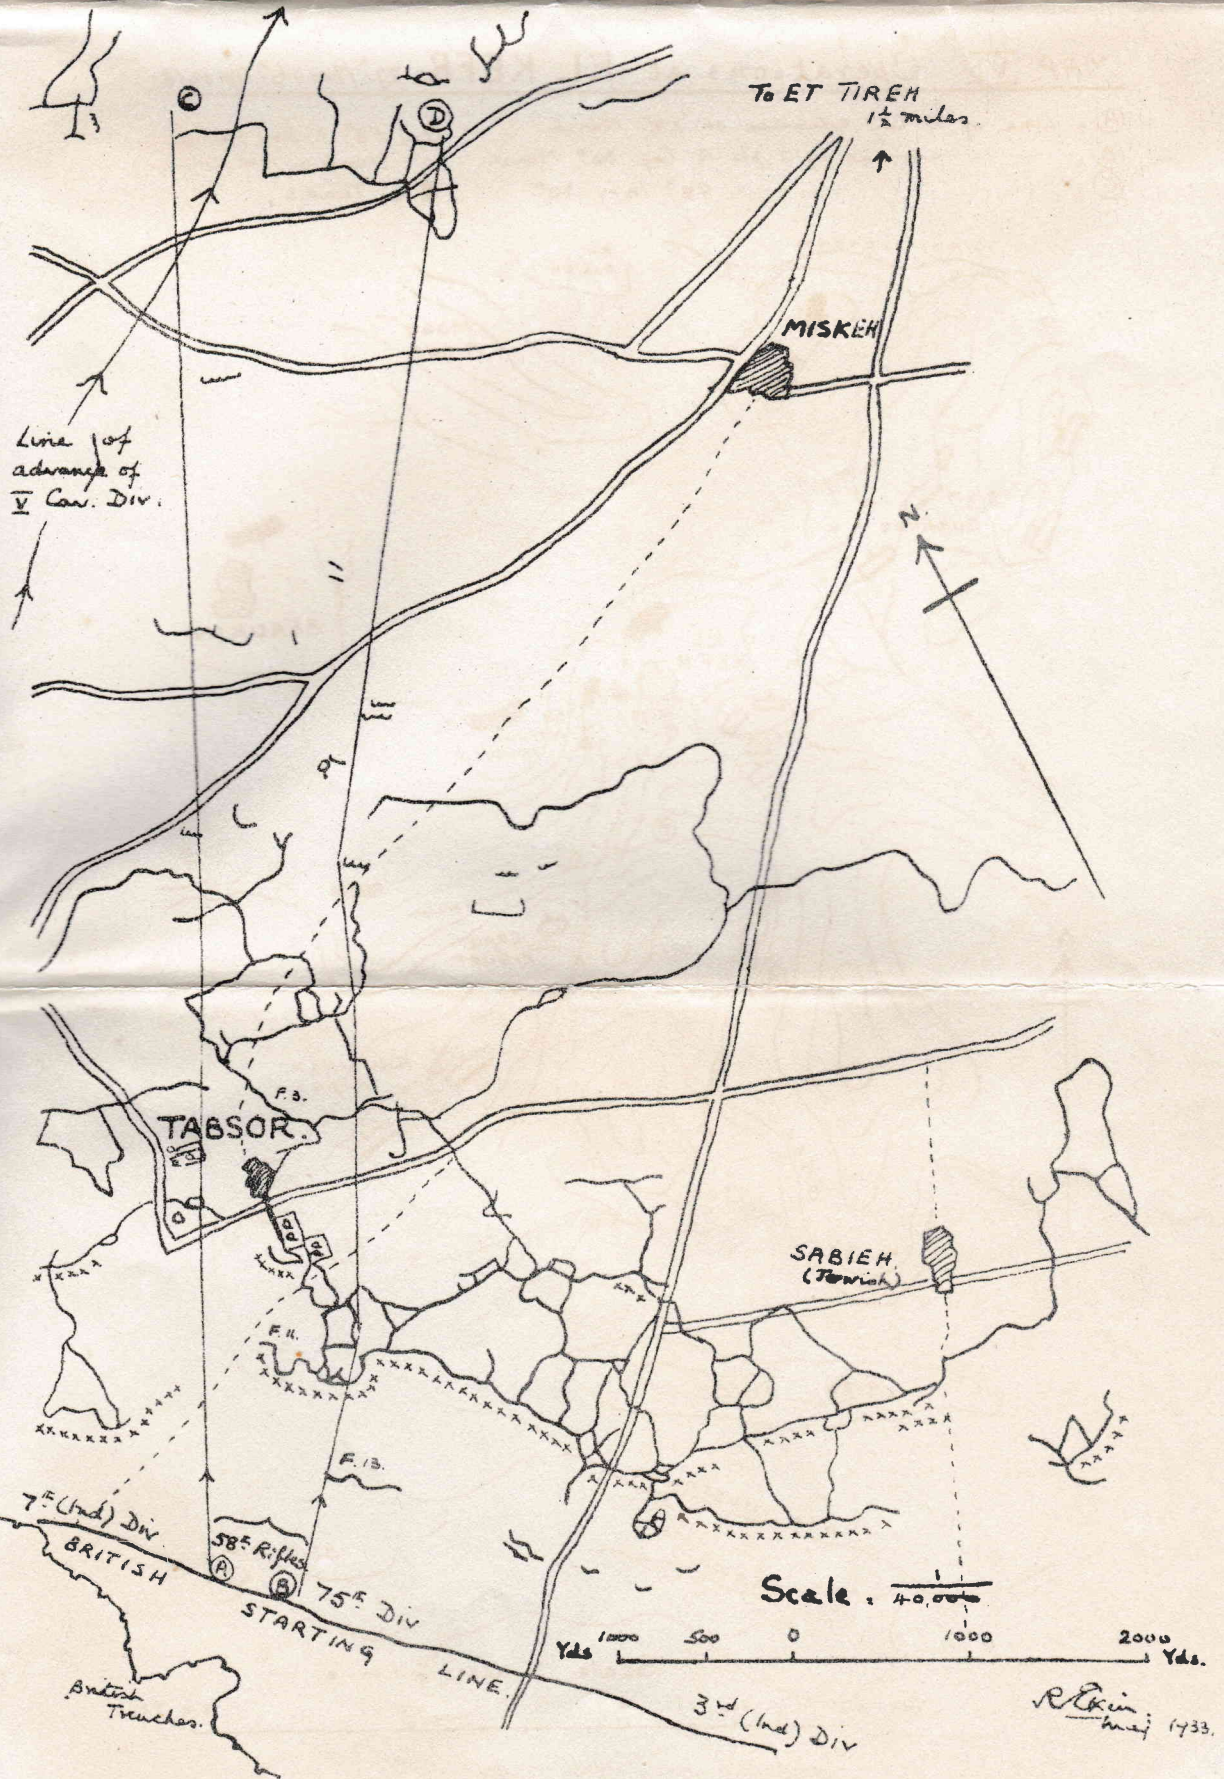 C
D
3
To ET TIREH
1½ miles.
MISKEH
Line of
advance of
V Cav. Div.
N.
F.3.
TABSOR.
SABIEH.
(Jewish)
F.11.
F.13.
7th (Ind) Div
BRITISH
58th Rifles
A
B
75th Div
STARTING
LINE.
3rd (Ind) Div
British
Trenches.
Scale. 1/40,000
Yds 1000 500 0 1000 2000 Yds.
1933.